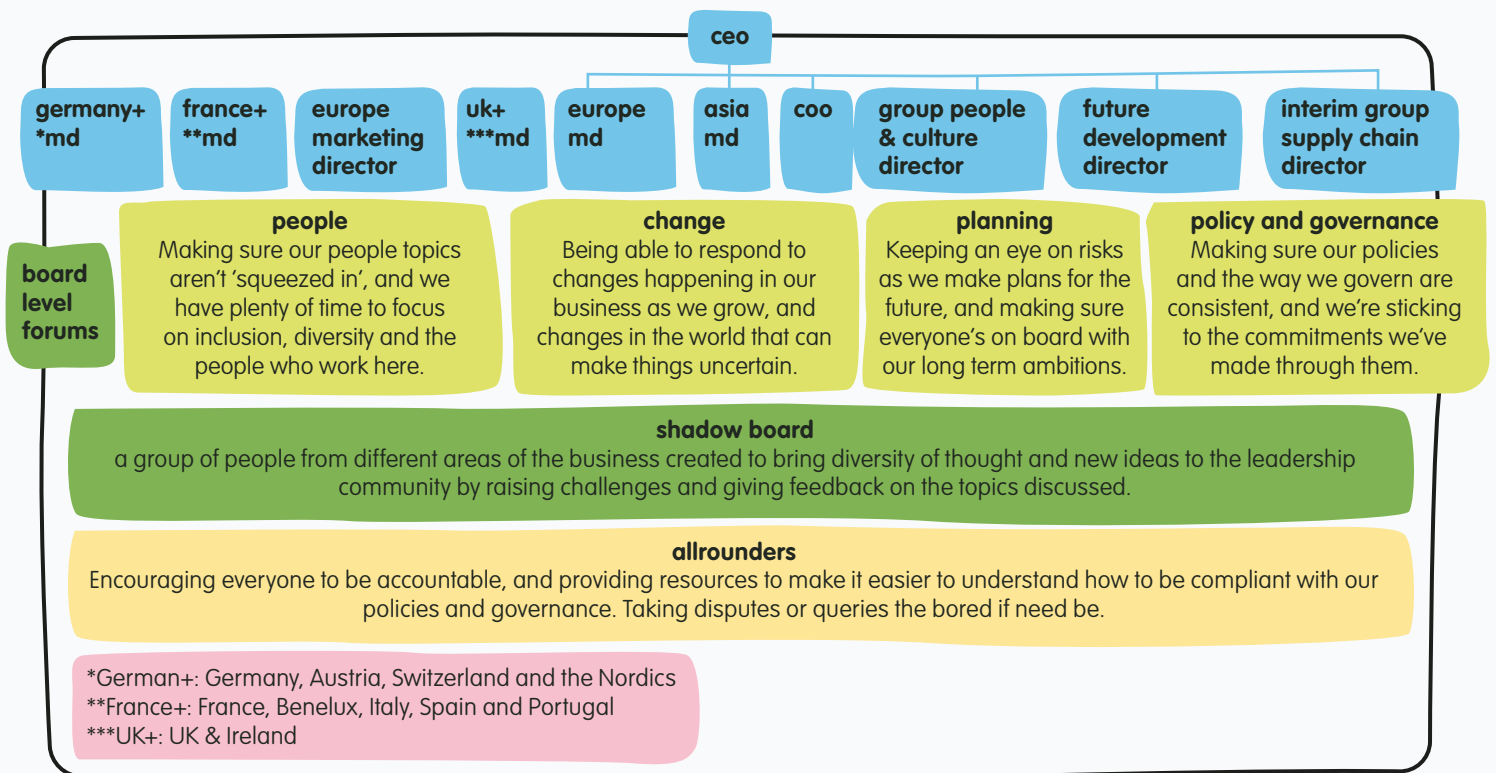 ceo
germany+
*md
france+
**md
europe
marketing
director
uk+
***md
europe
md
asia
md
coo
group people
& culture
director
future
development
director
interim group
supply chain
director
board
level
forums
people
Making sure our people topics
aren't 'squeezed in', and we
have plenty of time to focus
on inclusion, diversity and the
people who work here.
change
Being able to respond to
changes happening in our
business as we grow, and
changes in the world that can
make things uncertain.
planning
Keeping an eye on risks
as we make plans for the
future, and making sure
everyone's on board with
our long term ambitions.
policy and governance
Making sure our policies
and the way we govern are
consistent, and we're sticking
to the commitments we've
made through them.
shadow board
a group of people from different areas of the business created to bring diversity of thought and new ideas to the leadership
community by raising challenges and giving feedback on the topics discussed.
allrounders
Encouraging everyone to be accountable, and providing resources to make it easier to understand how to be compliant with our
policies and governance. Taking disputes or queries the bored if need be.
*German+: Germany, Austria, Switzerland and the Nordics
**France+: France, Benelux, Italy, Spain and Portugal
***UK+: UK & Ireland